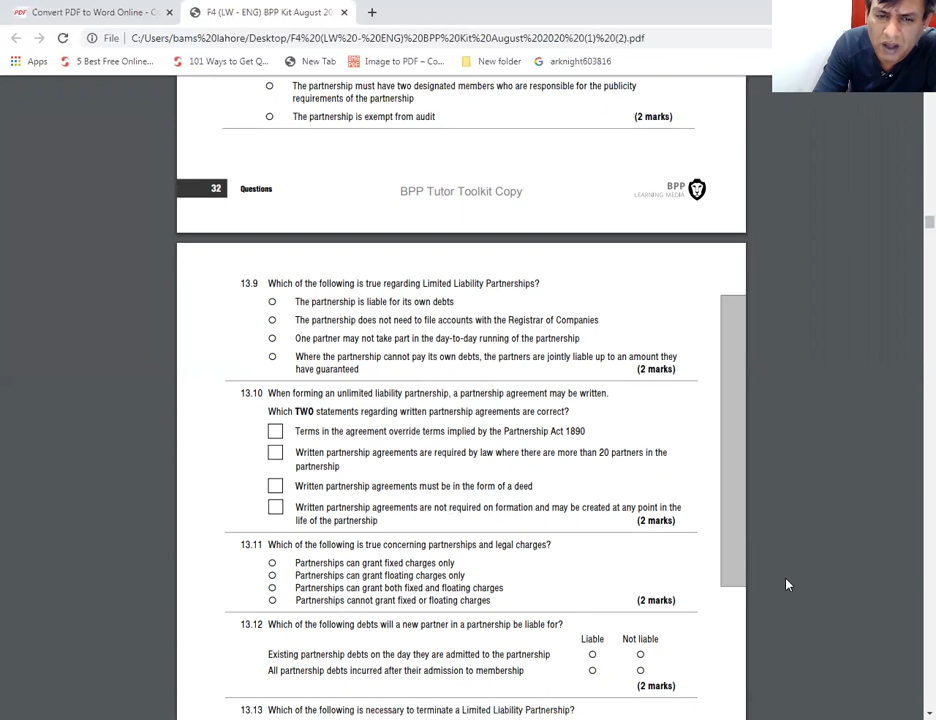 Convert PDF to Word Online - Co
F4 (LW - ENG) BPP Kit August 20
File
C:/Users/bams%20lahore/Desktop/F4%20(LW%20-%20ENG)%20BPP%20Kit%20August%202020%20(1)%20(2).pdf
Apps
5 Best Free Online...
101 Ways to Get Q...
New Tab
Image to PDF – Co...
New folder
arknight603816
The partnership must have two designated members who are responsible for the publicity
requirements of the partnership
The partnership is exempt from audit (2 marks)
32 Questions
BPP Tutor Toolkit Copy
BPP
LEARNING MEDIA
13.9 Which of the following is true regarding Limited Liability Partnerships?
The partnership is liable for its own debts
The partnership does not need to file accounts with the Registrar of Companies
One partner may not take part in the day-to-day running of the partnership
Where the partnership cannot pay its own debts, the partners are jointly liable up to an amount they
have guaranteed (2 marks)
13.10 When forming an unlimited liability partnership, a partnership agreement may be written.
Which TWO statements regarding written partnership agreements are correct?
Terms in the agreement override terms implied by the Partnership Act 1890
Written partnership agreements are required by law where there are more than 20 partners in the
partnership
Written partnership agreements must be in the form of a deed
Written partnership agreements are not required on formation and may be created at any point in the
life of the partnership (2 marks)
13.11 Which of the following is true concerning partnerships and legal charges?
Partnerships can grant fixed charges only
Partnerships can grant floating charges only
Partnerships can grant both fixed and floating charges
Partnerships cannot grant fixed or floating charges (2 marks)
13.12 Which of the following debts will a new partner in a partnership be liable for?
Liable Not liable
Existing partnership debts on the day they are admitted to the partnership
All partnership debts incurred after their admission to membership
(2 marks)
13.13 Which of the following is necessary to terminate a Limited Liability Partnership?